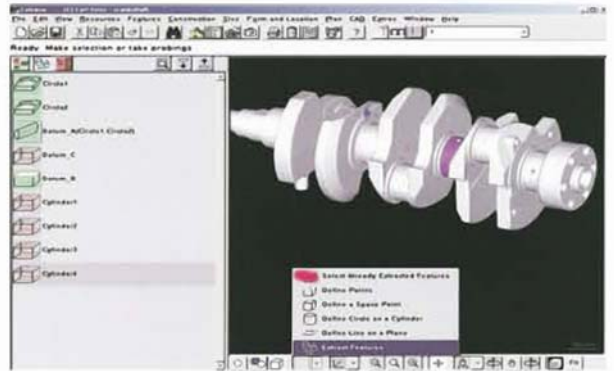 File Edit View Resources Features Construction Size Form and Location Plan CAD Extras Window Help
Ready Make selection or take probings
Circle1
Circle2
Datum_A(Circle1,Circle2)
Datum_C
Datum_B
Cylinder1
Cylinder2
Cylinder3
Cylinder4
Select Already Extracted Features
Define Points
Define a Space Point
Define Circle on a Cylinder
Define Line on a Plane
Extract Features